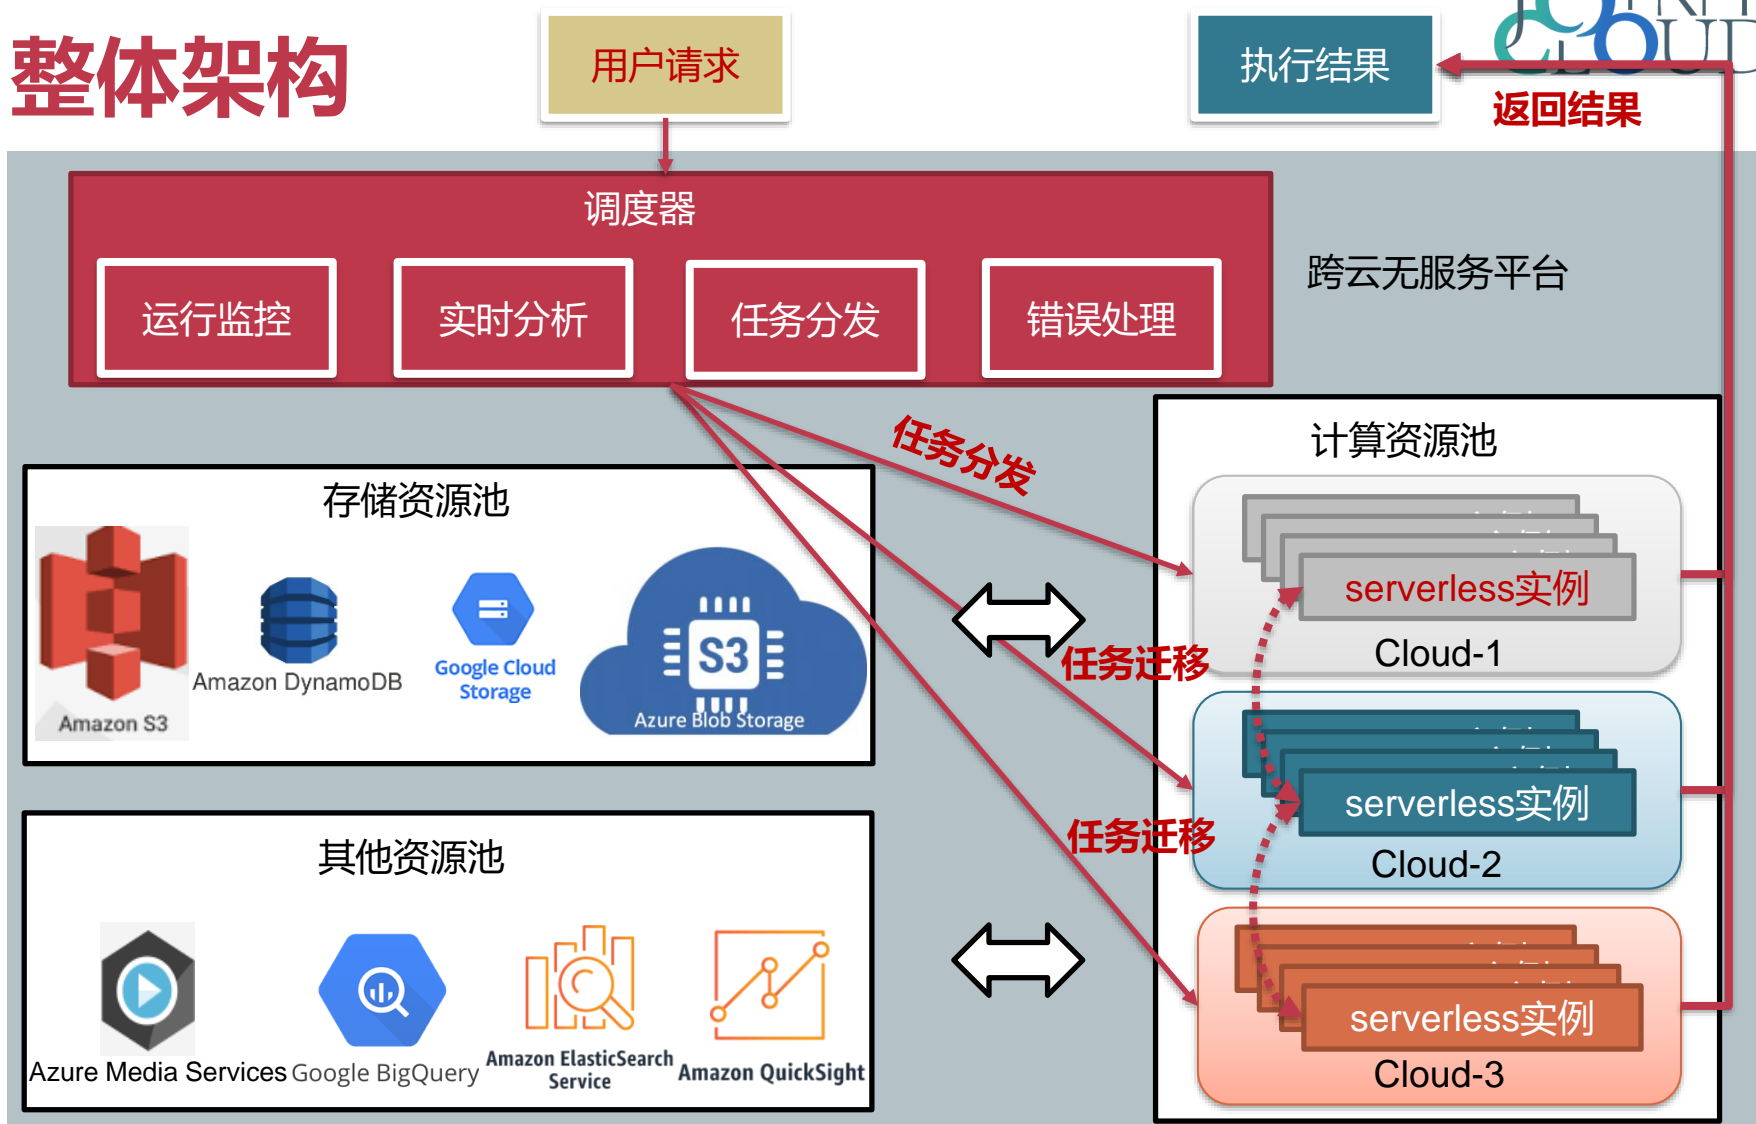 整体架构
用户请求
执行结果
返回结果
调度器
运行监控
实时分析
任务分发
错误处理
跨云无服务平台
任务分发
任务迁移
任务迁移
存储资源池
Amazon S3
Amazon DynamoDB
Google Cloud
Storage
S3
Azure Blob Storage
其他资源池
Azure Media Services
Google BigQuery
Amazon ElasticSearch
Service
Amazon QuickSight
计算资源池
serverless实例
Cloud-1
serverless实例
Cloud-2
serverless实例
Cloud-3